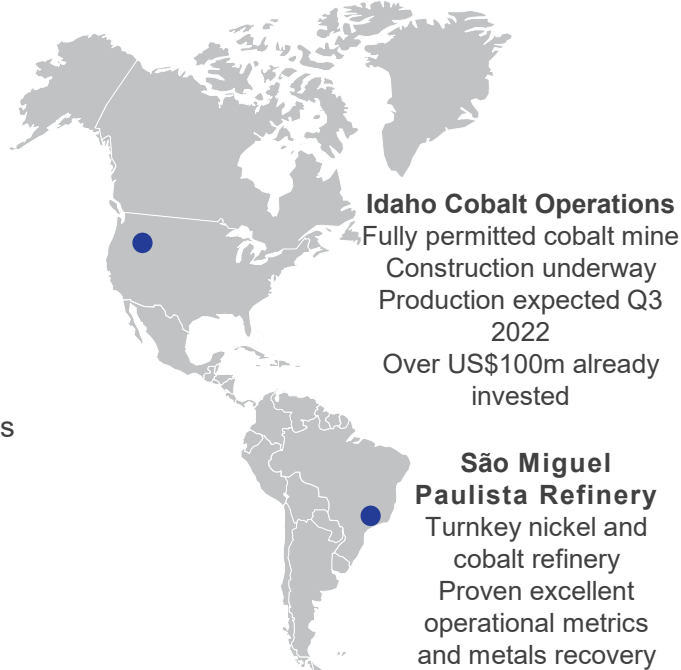 Idaho Cobalt Operations
Fully permitted cobalt mine
Construction underway
Production expected Q3
2022
Over US$100m already
invested
s
São Miguel
Paulista Refinery
Turnkey nickel and
cobalt refinery
Proven excellent
operational metrics
and metals recovery